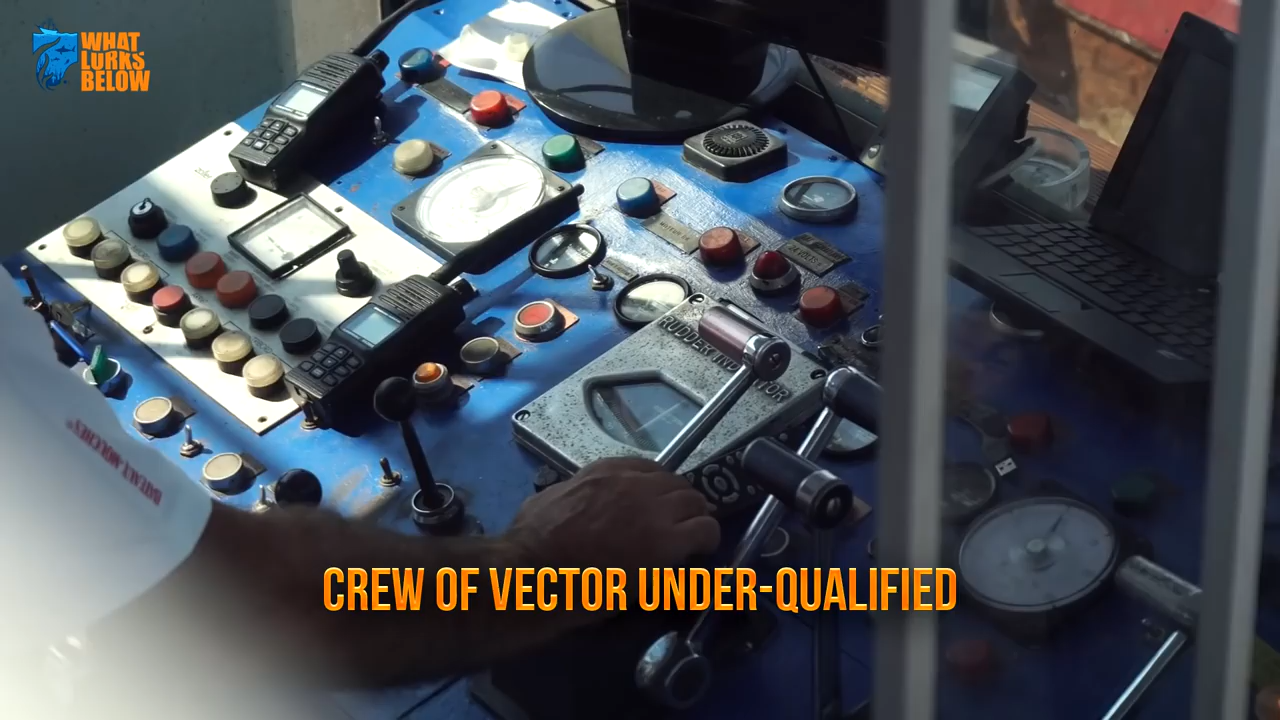 WHAT
LURKS
BELOW
RUDDER INDICATOR
CREW OF VECTOR UNDER-QUALIFIED